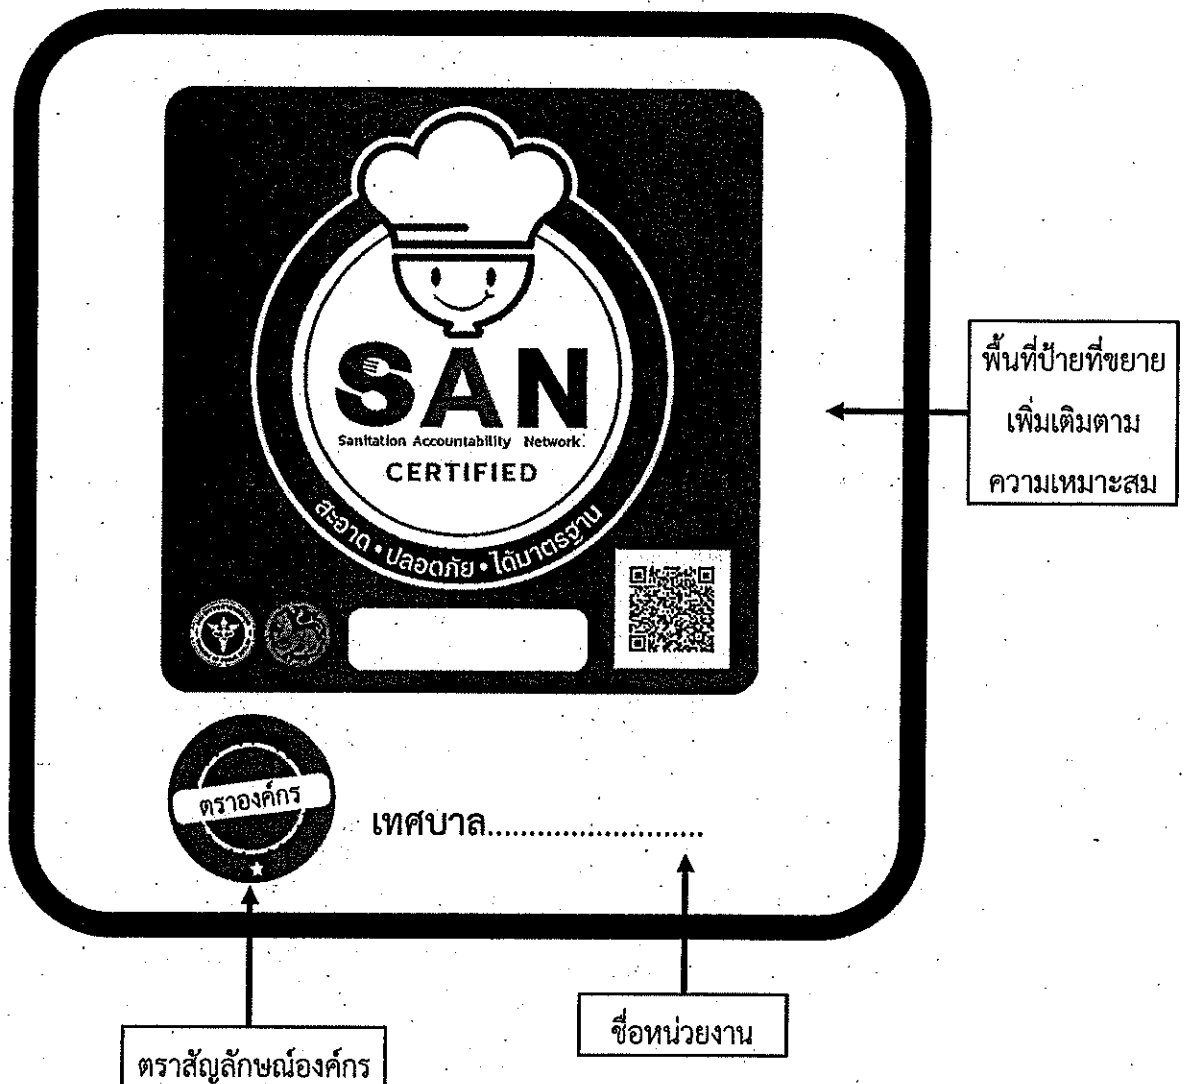 SAN
Sanitation Accountability Network
CERTIFIED
สะอาด • ปลอดภัย • ได้มาตรฐาน
พื้นที่ป้ายที่ขยาย
เพิ่มเติมตาม
ความเหมาะสม
ตราองค์กร
เทศบาล..........................
ชื่อหน่วยงาน
ตราสัญลักษณ์องค์กร